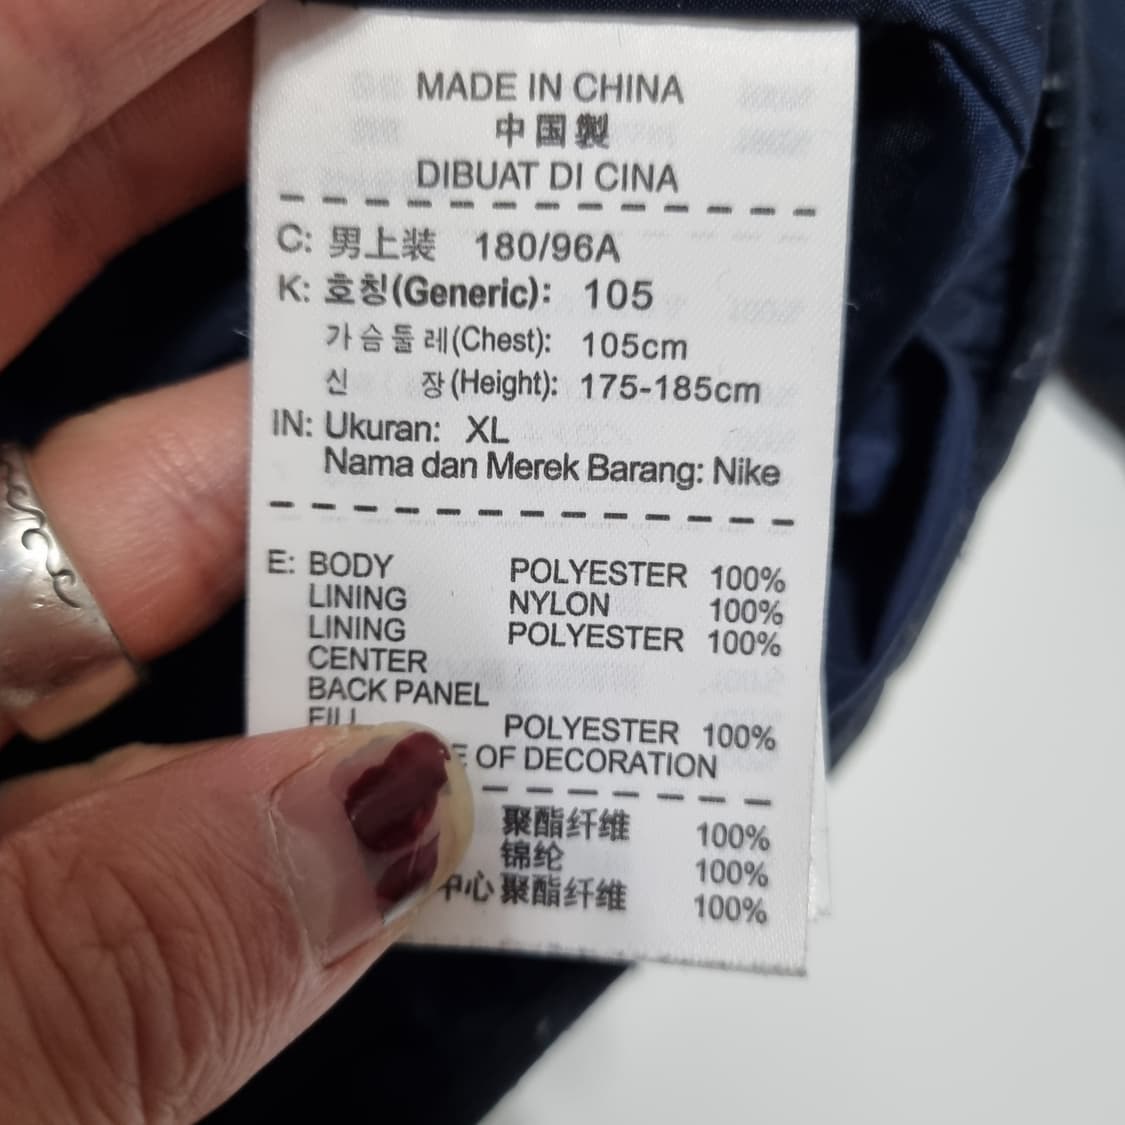 MADE IN CHINA
中国製
DIBUAT DI CINA
C: 男上装 180/96A
K: 호칭(Generic): 105
가슴둘레(Chest): 105cm
신 장(Height): 175-185cm
IN: Ukuran: XL
Nama dan Merek Barang: Nike
E: BODY POLYESTER 100%
LINING NYLON 100%
LINING POLYESTER 100%
CENTER
BACK PANEL
FILL POLYESTER 100%
OF DECORATION
聚酯纤维 100%
锦纶 100%
中心 聚酯纤维 100%